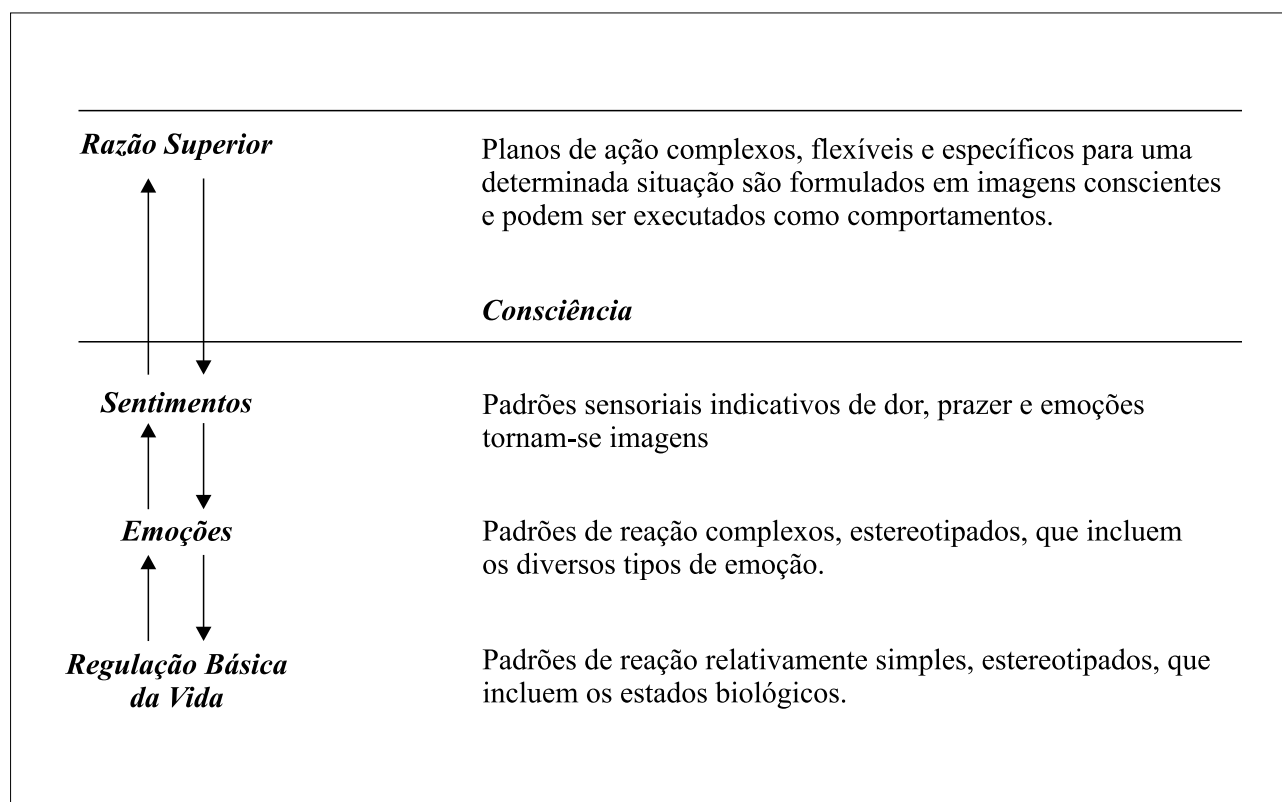 Razão Superior
Planos de ação complexos, flexíveis e específicos para uma
determinada situação são formulados em imagens conscientes
e podem ser executados como comportamentos.
Consciência
Sentimentos
Padrões sensoriais indicativos de dor, prazer e emoções
tornam-se imagens
Emoções
Padrões de reação complexos, estereotipados, que incluem
os diversos tipos de emoção.
Regulação Básica
da Vida
Padrões de reação relativamente simples, estereotipados, que
incluem os estados biológicos.